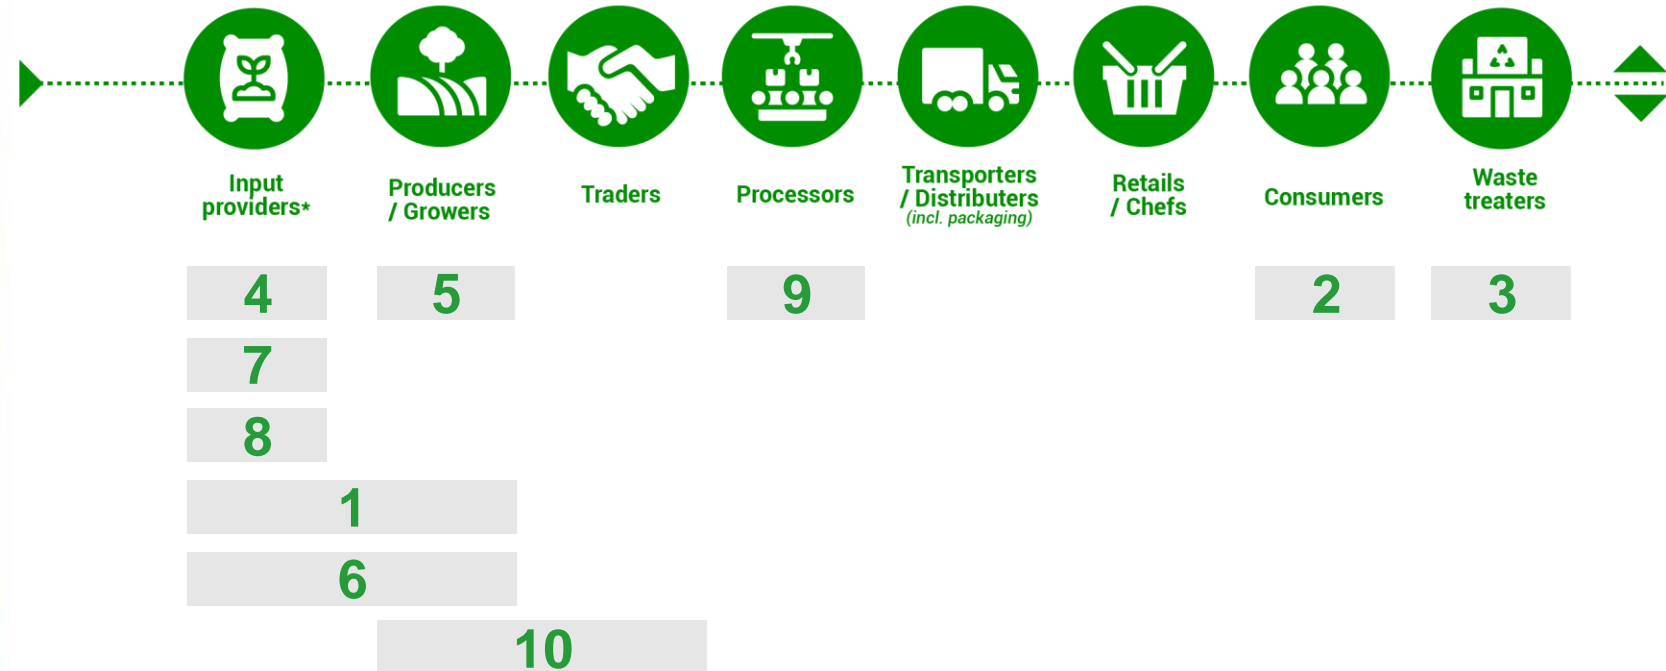 Input
providers*
Producers
/ Growers
Traders
Processors
Transporters
/ Distributers
(incl. packaging)
Retails
/ Chefs
Consumers
Waste
treaters
4
5
9
2
3
7
8
1
6
10